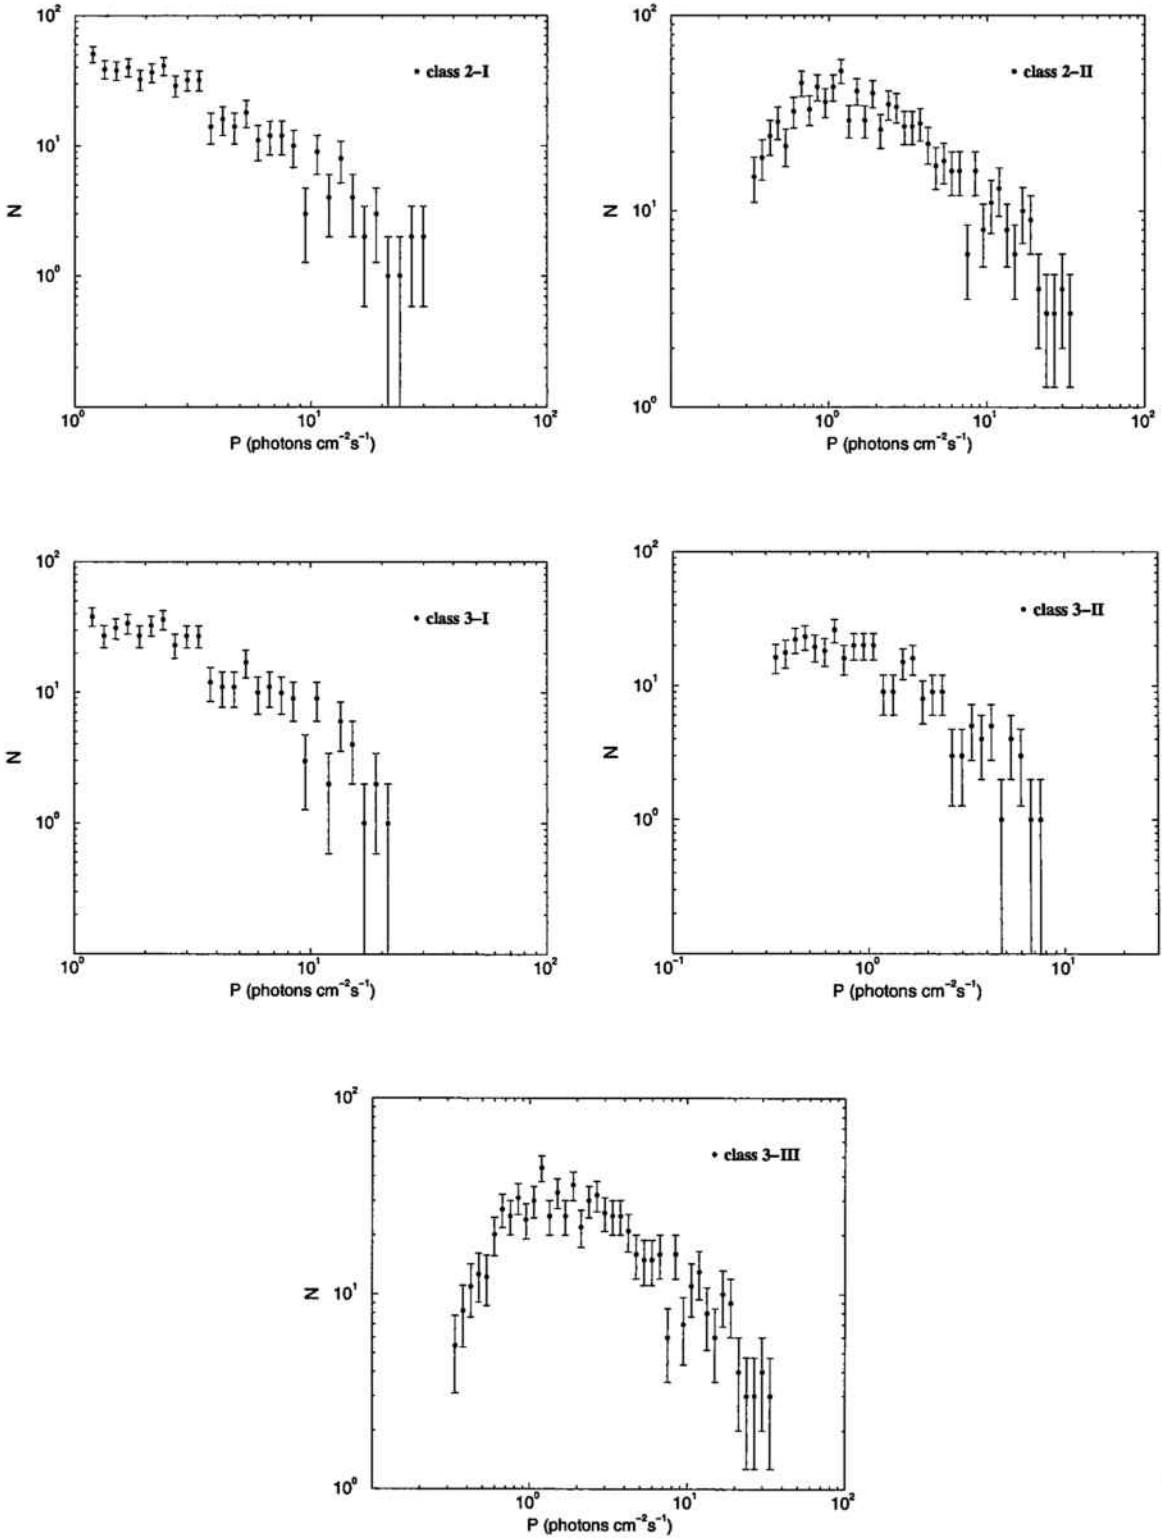 10² 10²
class 2–I class 2–II
10¹
N N 10¹
10⁰
10⁰
10⁰ 10¹ 10² 10⁰ 10¹ 10²
P (photons cm⁻²s⁻¹) P (photons cm⁻²s⁻¹)
10² 10²
class 3–I class 3–II
10¹ 10¹
N N
10⁰ 10⁰
10⁰ 10¹ 10² 10⁻¹ 10⁰ 10¹
P (photons cm⁻²s⁻¹) P (photons cm⁻²s⁻¹)
10²
class 3–III
N 10¹
10⁰
10⁰ 10¹ 10²
P (photons cm⁻²s⁻¹)